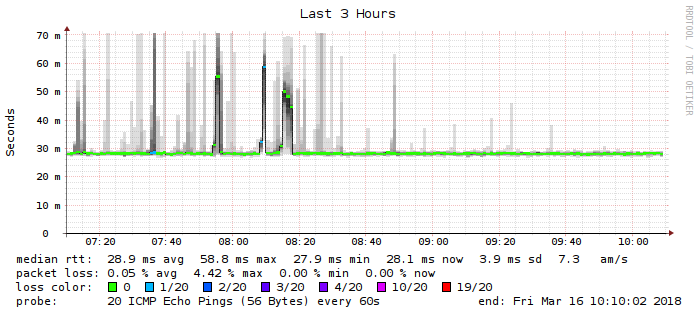 Last 3 Hours
RRDTOOL / TOBI OETIKER
Seconds
70 m
60 m
50 m
40 m
30 m
20 m
10 m
0
07:20 07:40 08:00 08:20 08:40 09:00 09:20 09:40 10:00
median rtt: 28.9 ms avg 58.8 ms max 27.9 ms min 28.1 ms now 3.9 ms sd 7.3 am/s
packet loss: 0.05 % avg 4.42 % max 0.00 % min 0.00 % now
loss color: 0 1/20 2/20 3/20 4/20 10/20 19/20
probe: 20 ICMP Echo Pings (56 Bytes) every 60s end: Fri Mar 16 10:10:02 2018